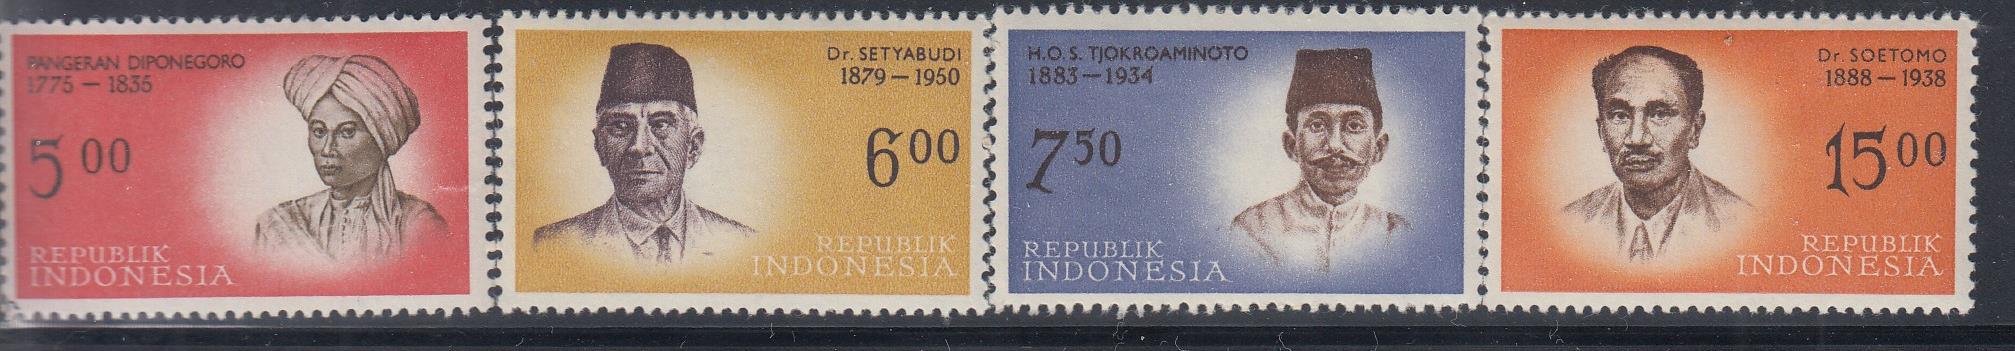 PANGERAN DIPONEGORO
1775 — 1835
5 00
REPUBLIK
INDONESIA
Dr. SETYABUDI
1879 — 1950
6 00
REPUBLIK
INDONESIA
H.O.S. TJOKROAMINOTO
1883 — 1934
7 50
REPUBLIK
INDONESIA
Dr. SOETOMO
1888 — 1938
15 00
REPUBLIK
INDONESIA